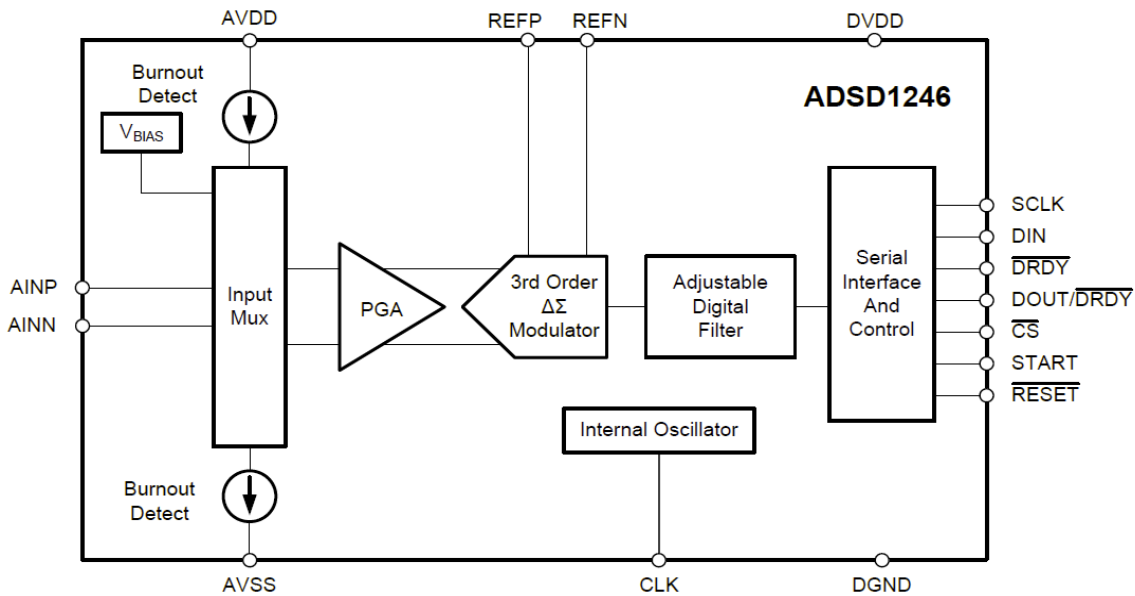 AVDD
REFP
REFN
DVDD
Burnout
Detect
ADSD1246
VBIAS
SCLK
DIN
DRDY
DOUT/DRDY
CS
START
RESET
AINP
AINN
Input
Mux
PGA
3rd Order
ΔΣ
Modulator
Adjustable
Digital
Filter
Serial
Interface
And
Control
Internal Oscillator
Burnout
Detect
AVSS
CLK
DGND